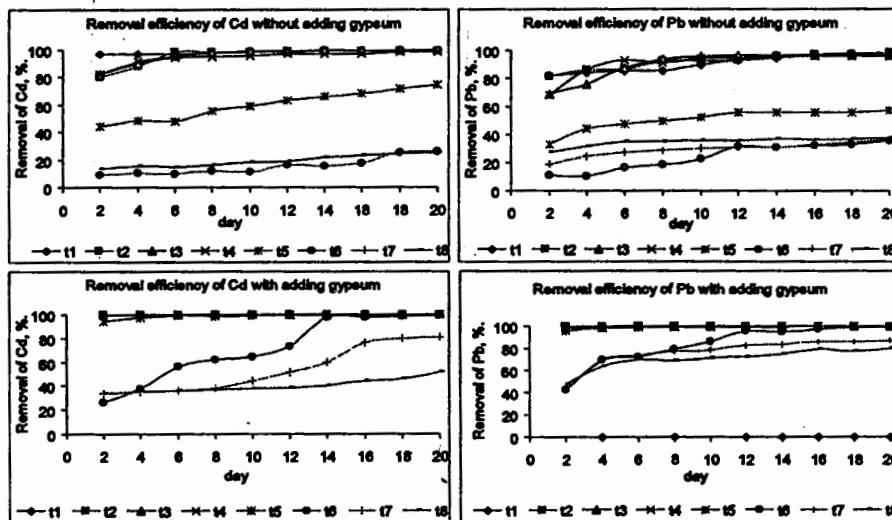 Removal efficiency of Cd without adding gypsum
Removal of Cd, %.
100
80
60
40
20
0
0 2 4 6 8 10 12 14 16 18 20
day
t1 t2 t3 t4 t5 t6 t7 t8
Removal efficiency of Pb without adding gypsum
Removal of Pb, %.
100
80
60
40
20
0
0 2 4 6 8 10 12 14 16 18 20
day
t1 t2 t3 t4 t5 t6 t7 t8
Removal efficiency of Cd with adding gypsum
Removal of Cd, %.
100
80
60
40
20
0
0 2 4 6 8 10 12 14 16 18 20
day
t1 t2 t3 t4 t5 t6 t7 t8
Removal efficiency of Pb with adding gypsum
Removal of Pb, %.
100
80
60
40
20
0
0 2 4 6 8 10 12 14 16 18 20
day
t1 t2 t3 t4 t5 t6 t7